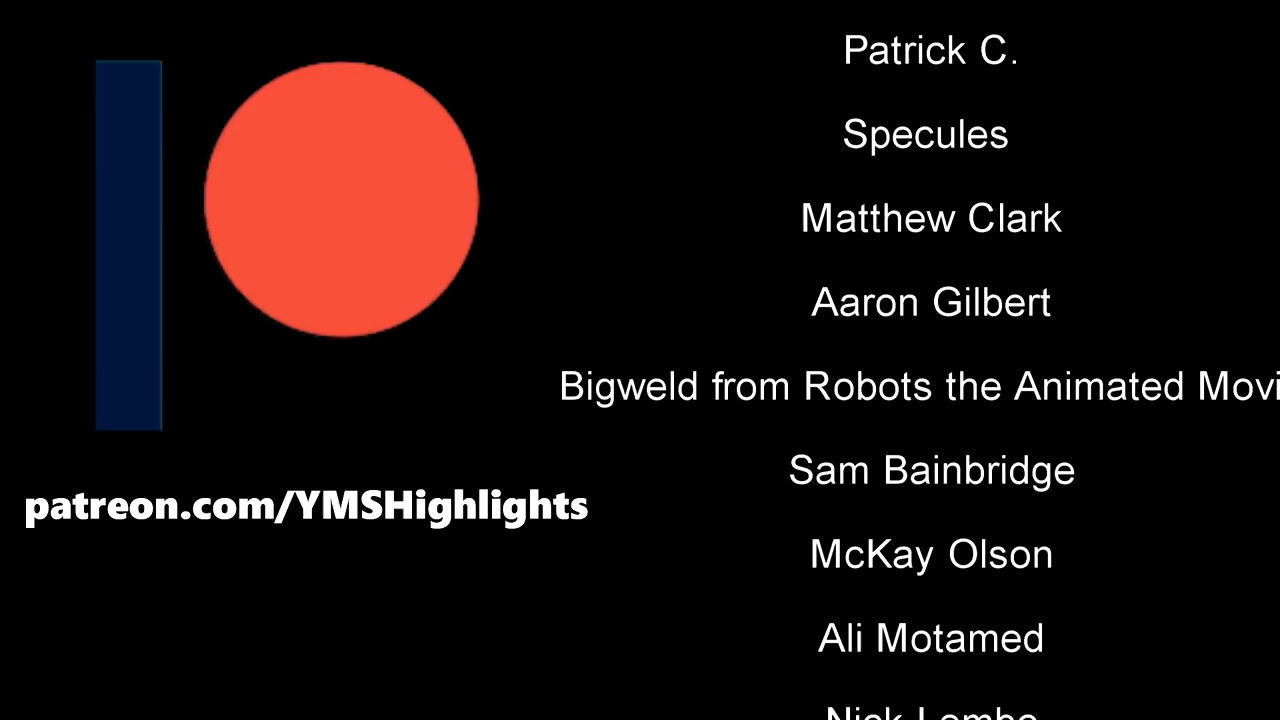 Patrick C.
Specules
Matthew Clark
Aaron Gilbert
Bigweld from Robots the Animated Movi
Sam Bainbridge
McKay Olson
Ali Motamed
patreon.com/YMSHighlights